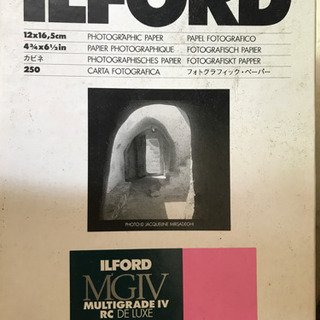 ILFORD
12x16,5cm PHOTOGRAPHIC PAPER PAPEL FOTOGRAFICO
4¾x6½in PAPIER PHOTOGRAPHIQUE FOTOGRAFISCH PAPIER
カビネ PHOTOGRAPHISCHES PAPIER FOTOGRAFISKT PAPPER
250 CARTA FOTOGRAFICA フォトグラフィック・ペーパー
PHOTO © JACQUELINE MIRSADEGHI
ILFORD
MGIV
MULTIGRADE IV
RC DE LUXE